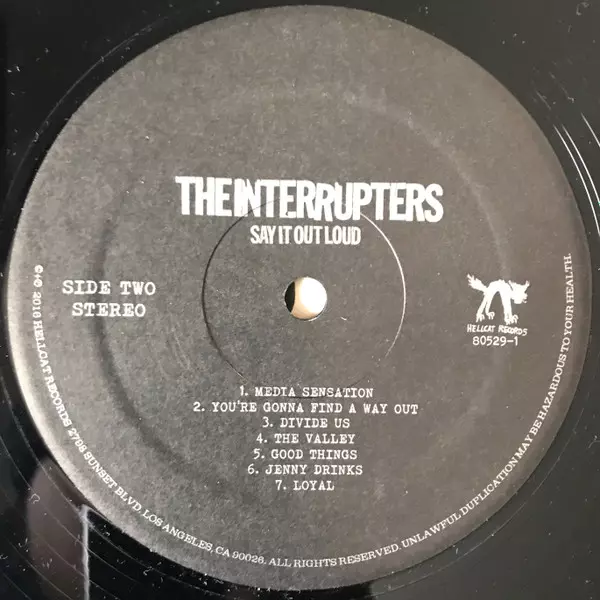 THE INTERRUPTERS
SAY IT OUT LOUD
SIDE TWO
STEREO
HELLCAT RECORDS
80529-1
1. MEDIA SENSATION
2. YOU'RE GONNA FIND A WAY OUT
3. DIVIDE US
4. THE VALLEY
5. GOOD THINGS
6. JENNY DRINKS
7. LOYAL
©+℗ 2016 HELLCAT RECORDS 2798 SUNSET BLVD, LOS ANGELES, CA 90026. ALL RIGHTS RESERVED. UNLAWFUL DUPLICATION MAY BE HAZARDOUS TO YOUR HEALTH.